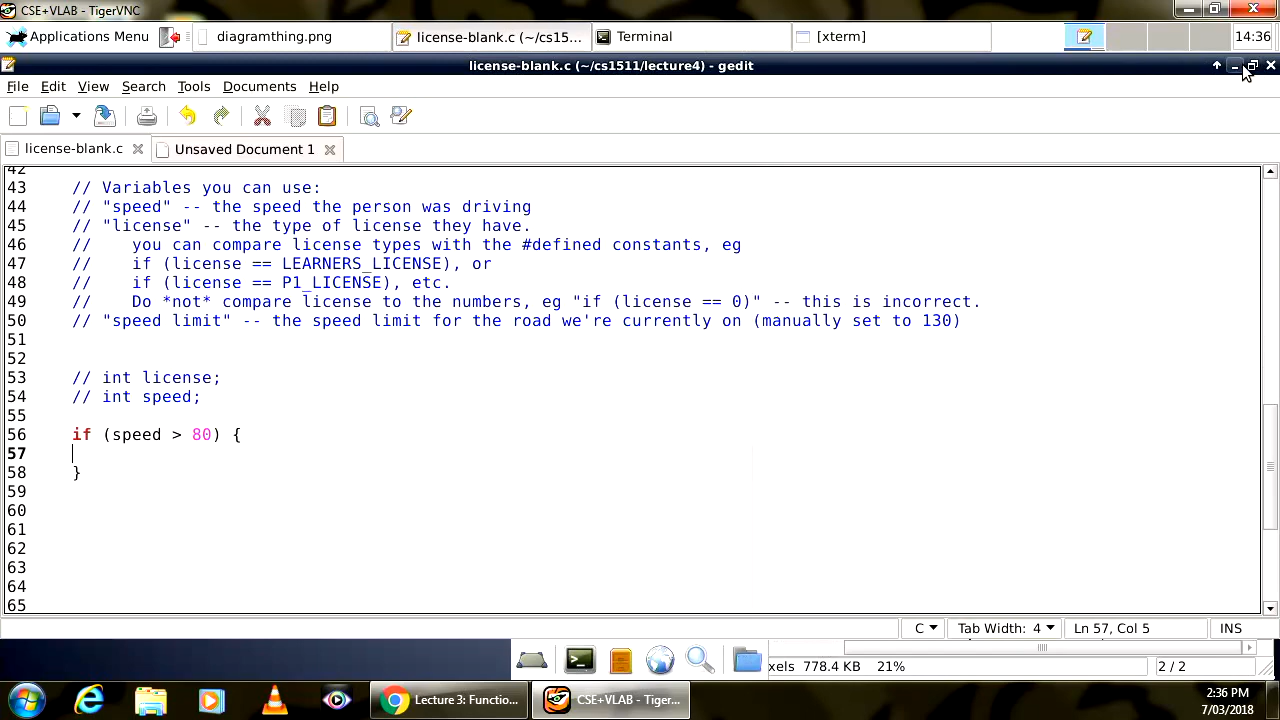 CSE+VLAB - TigerVNC
Applications Menu
diagramthing.png
license-blank.c (~/cs15...
Terminal
[xterm]
14:36
license-blank.c (~/cs1511/lecture4) - gedit
File Edit View Search Tools Documents Help
license-blank.c
Unsaved Document 1
42
43 // Variables you can use:
44 // "speed" -- the speed the person was driving
45 // "license" -- the type of license they have.
46 // you can compare license types with the #defined constants, eg
47 // if (license == LEARNERS_LICENSE), or
48 // if (license == P1_LICENSE), etc.
49 // Do *not* compare license to the numbers, eg "if (license == 0)" -- this is incorrect.
50 // "speed limit" -- the speed limit for the road we're currently on (manually set to 130)
51
52
53 // int license;
54 // int speed;
55
56 if (speed > 80) {
57
58 }
59
60
61
62
63
64
65
C Tab Width: 4 Ln 57, Col 5 INS
xels 778.4 KB 21% 2 / 2
Lecture 3: Functio...
CSE+VLAB - TigerV...
2:36 PM
7/03/2018